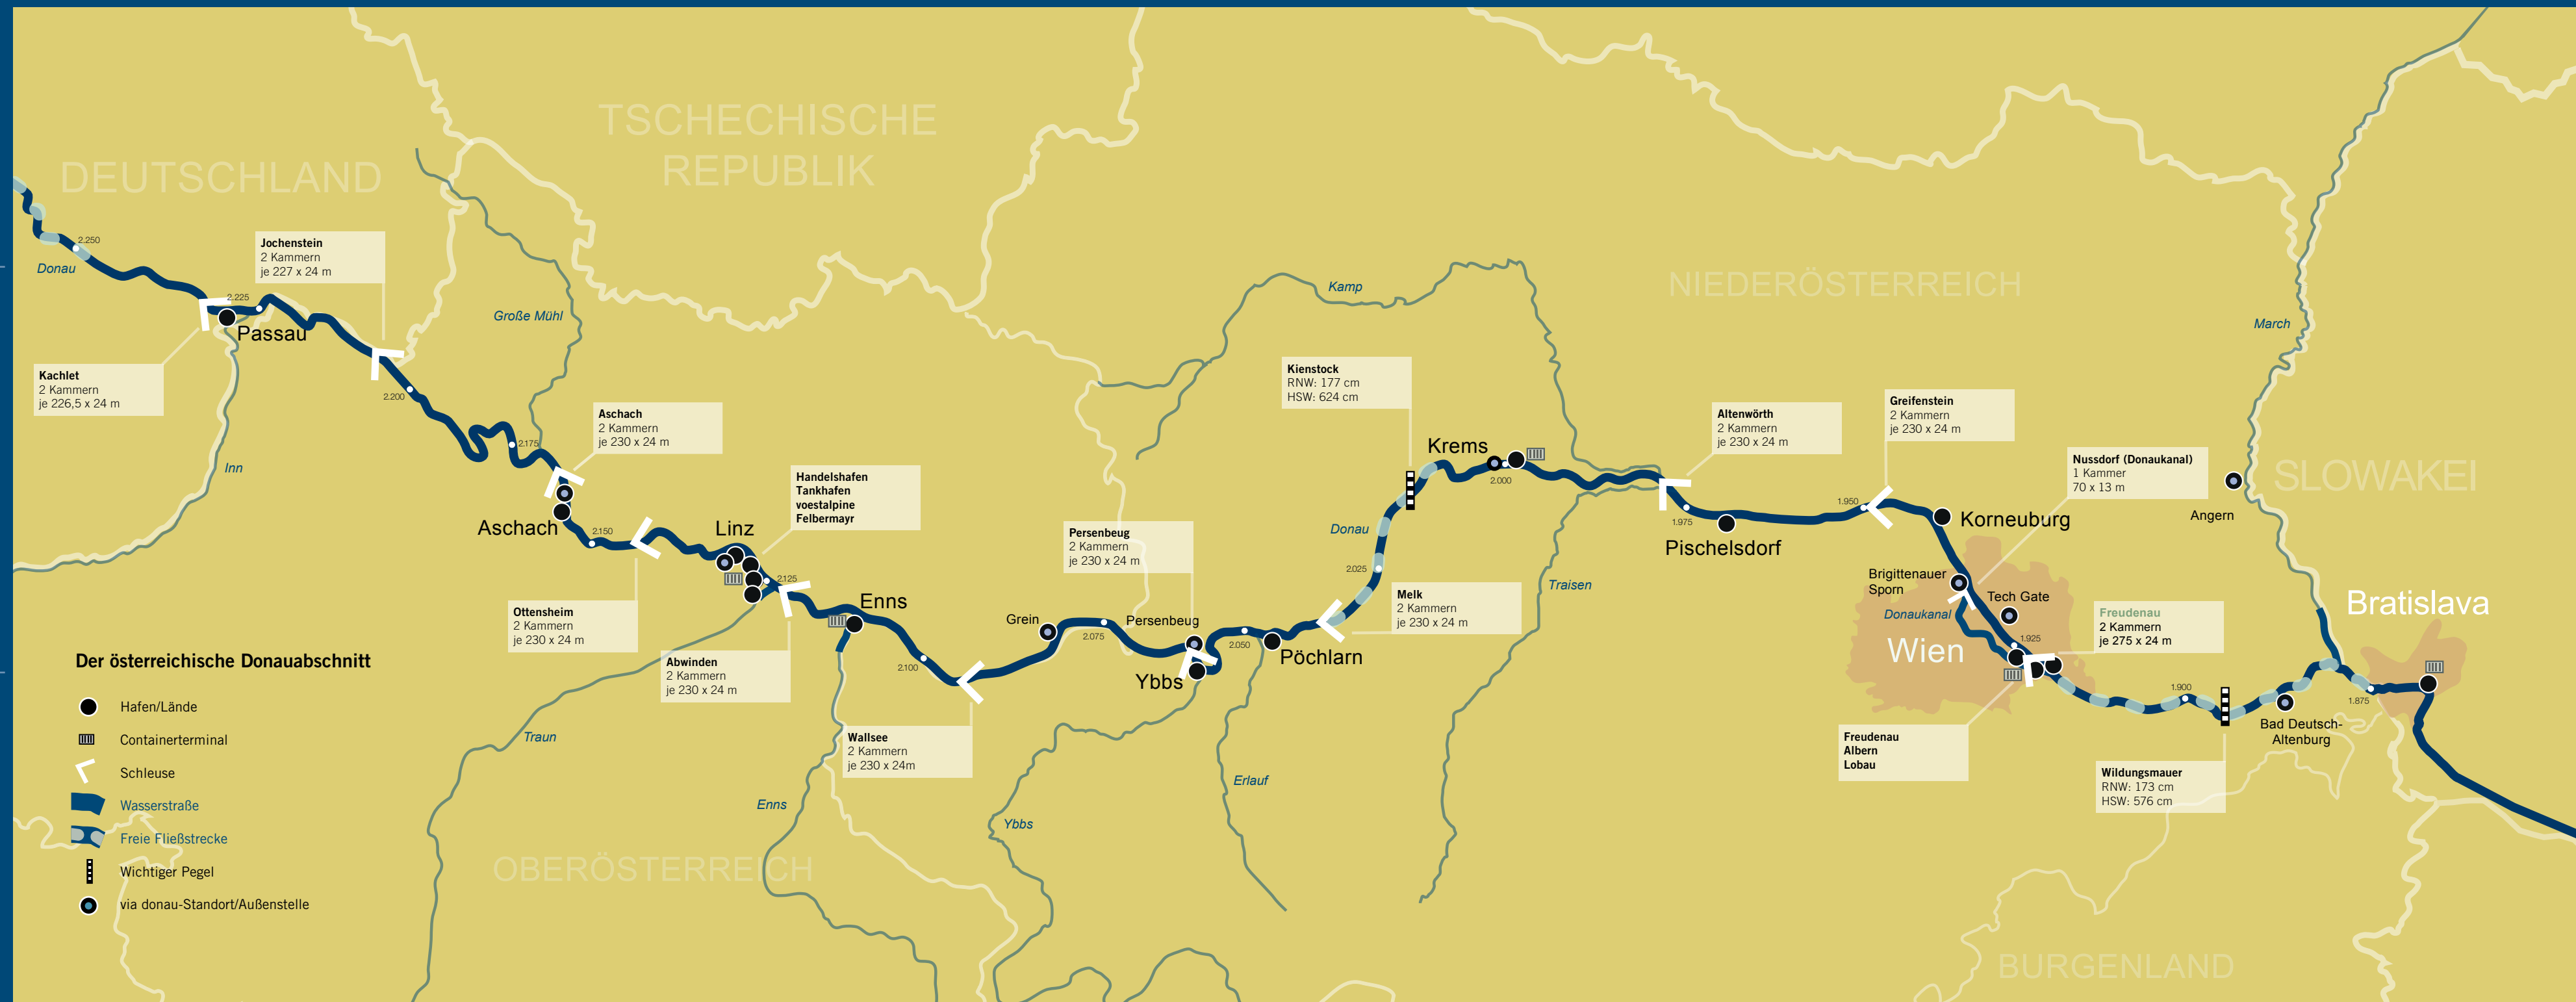 DEUTSCHLAND
TSCHECHISCHE
REPUBLIK
NIEDERÖSTERREICH
SLOWAKEI
OBERÖSTERREICH
BURGENLAND
2.250
Donau
Jochenstein
2 Kammern
je 227 x 24 m
2.225
Passau
Kachlet
2 Kammern
je 226,5 x 24 m
Inn
2.200
Große Mühl
2.175
Aschach
2 Kammern
je 230 x 24 m
Aschach
2.150
Ottensheim
2 Kammern
je 230 x 24 m
Linz
Handelshafen
Tankhafen
voestalpine
Felbermayr
2.125
Abwinden
2 Kammern
je 230 x 24 m
Traun
Enns
Enns
2.100
Wallsee
2 Kammern
je 230 x 24m
Grein
2.075
Persenbeug
2 Kammern
je 230 x 24 m
Persenbeug
Ybbs
Ybbs
2.050
Pöchlarn
Erlauf
Melk
2 Kammern
je 230 x 24 m
2.025
Donau
Kienstock
RNW: 177 cm
HSW: 624 cm
Kamp
Krems
2.000
Traisen
Altenwörth
2 Kammern
je 230 x 24 m
1.975
Pischelsdorf
Greifenstein
2 Kammern
je 230 x 24 m
1.950
Korneuburg
Nussdorf (Donaukanal)
1 Kammer
70 x 13 m
Brigittenauer
Sporn
Tech Gate
Donaukanal
Wien
1.925
Freudenau
2 Kammern
je 275 x 24 m
Freudenau
Albern
Lobau
1.900
Wildungsmauer
RNW: 173 cm
HSW: 576 cm
Bad Deutsch-
Altenburg
1.875
March
Angern
Bratislava
Der österreichische Donauabschnitt
Hafen/Lände
Containerterminal
Schleuse
Wasserstraße
Freie Fließstrecke
Wichtiger Pegel
via donau-Standort/Außenstelle